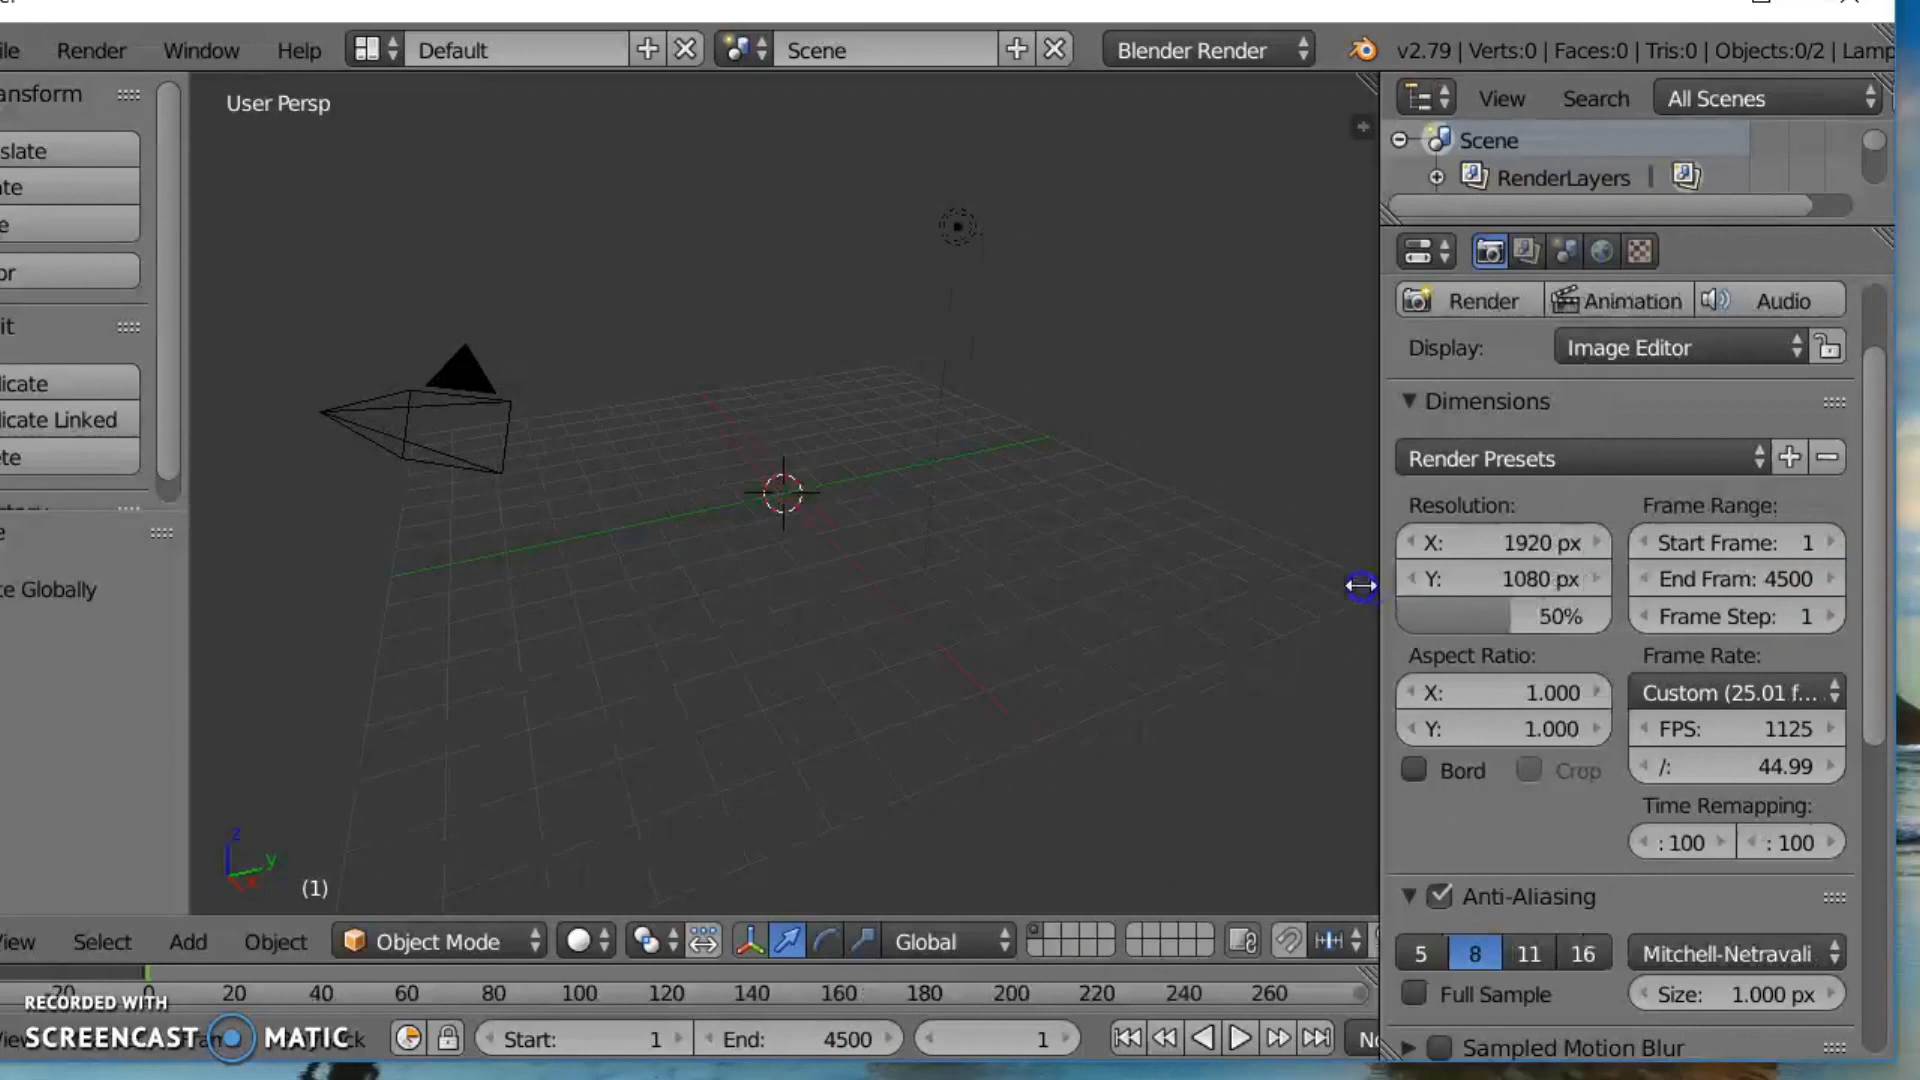 ile Render Window Help Default Scene Blender Render v2.79 | Verts:0 | Faces:0 | Tris:0 | Objects:0/2 | Lamp
ansform
slate
ate
e
or
it
licate
licate Linked
ete
e
te Globally
User Persp
z
y
x
(1)
View Search All Scenes
Scene
RenderLayers |
Render Animation Audio
Display: Image Editor
Dimensions
Render Presets
Resolution: Frame Range:
X: 1920 px Start Frame: 1
Y: 1080 px End Fram: 4500
50% Frame Step: 1
Aspect Ratio: Frame Rate:
X: 1.000 Custom (25.01 f...
Y: 1.000 FPS: 1125
Bord Crop /: 44.99
Time Remapping:
: 100 : 100
Anti-Aliasing
5 8 11 16 Mitchell-Netravali
Full Sample Size: 1.000 px
Sampled Motion Blur
View Select Add Object Object Mode Global
-20 0 20 40 60 80 100 120 140 160 180 200 220 240 260
RECORDED WITH
SCREENCAST MATIC
Start: 1 End: 4500 1 No